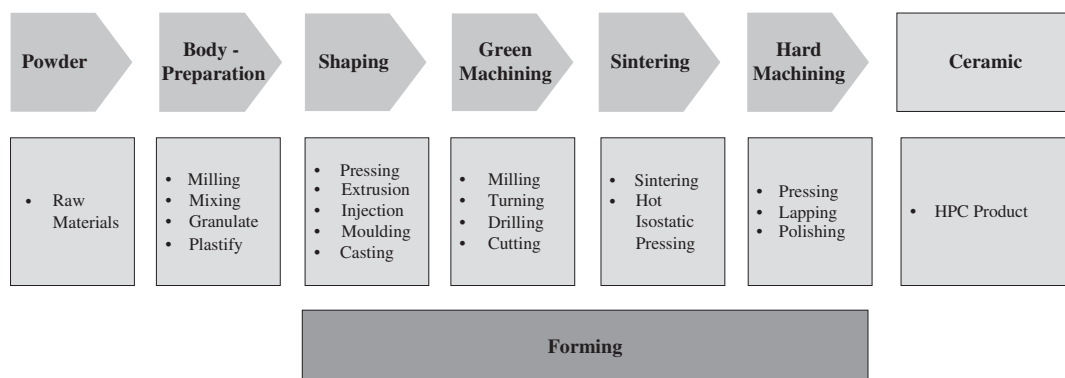 Powder
Body -
Preparation
Shaping
Green
Machining
Sintering
Hard
Machining
Ceramic
• Raw
Materials
• Milling
• Mixing
• Granulate
• Plastify
• Pressing
• Extrusion
• Injection
• Moulding
• Casting
• Milling
• Turning
• Drilling
• Cutting
• Sintering
• Hot
Isostatic
Pressing
• Pressing
• Lapping
• Polishing
• HPC Product
Forming